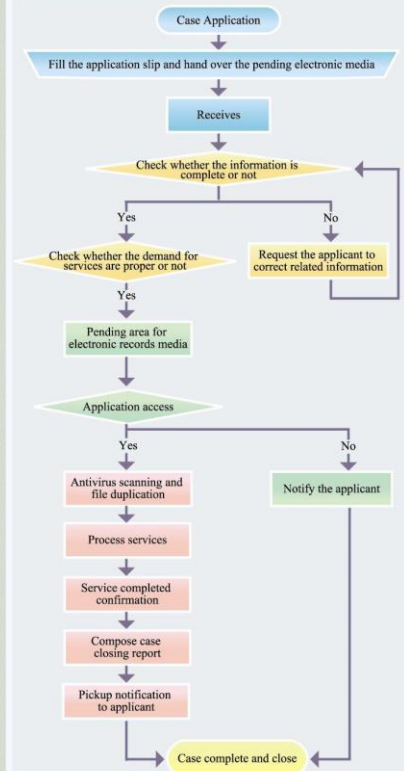 Case Application
Fill the application slip and hand over the pending electronic media
Receives
Check whether the information is
complete or not
Yes
No
Check whether the demand for
services are proper or not
Request the applicant to
correct related information
Yes
Pending area for
electronic records media
Application access
Yes
No
Antivirus scanning and
file duplication
Notify the applicant
Process services
Service completed
confirmation
Compose case
closing report
Pickup notification
to applicant
Case complete and close